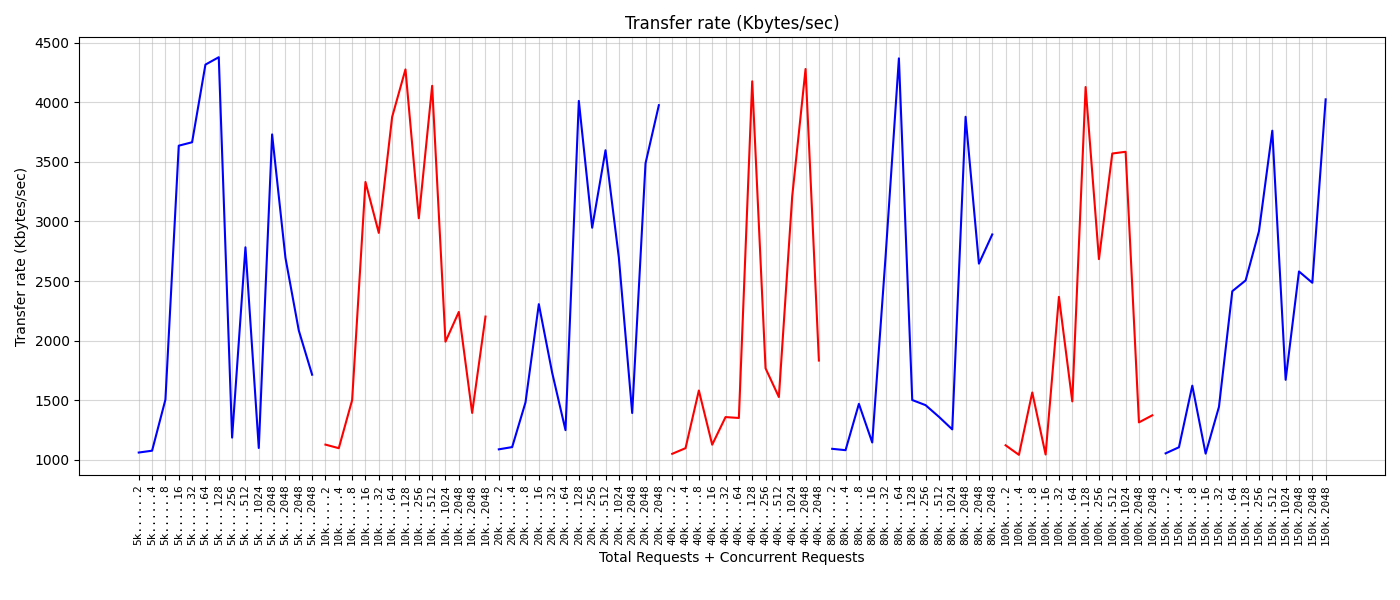 Transfer rate (Kbytes/sec)
Transfer rate (Kbytes/sec)
4500
4000
3500
3000
2500
2000
1500
1000
5k.....2
5k.....4
5k.....8
5k....16
5k....32
5k....64
5k...128
5k...256
5k...512
5k..1024
5k..2048
5k..2048
5k..2048
5k..2048
10k.....2
10k.....4
10k.....8
10k....16
10k....32
10k....64
10k...128
10k...256
10k...512
10k..1024
10k..2048
10k..2048
10k..2048
20k.....2
20k.....4
20k.....8
20k....16
20k....32
20k....64
20k...128
20k...256
20k...512
20k..1024
20k..2048
20k..2048
20k..2048
40k.....2
40k.....4
40k.....8
40k....16
40k....32
40k....64
40k...128
40k...256
40k...512
40k..1024
40k..2048
40k..2048
80k.....2
80k.....4
80k.....8
80k....16
80k....32
80k....64
80k...128
80k...256
80k...512
80k..1024
80k..2048
80k..2048
80k..2048
100k.....2
100k.....4
100k.....8
100k....16
100k....32
100k....64
100k...128
100k...256
100k...512
100k..1024
100k..2048
100k..2048
150k.....2
150k.....4
150k.....8
150k....16
150k....32
150k....64
150k...128
150k...256
150k...512
150k..1024
150k..2048
150k..2048
150k..2048
Total Requests + Concurrent Requests